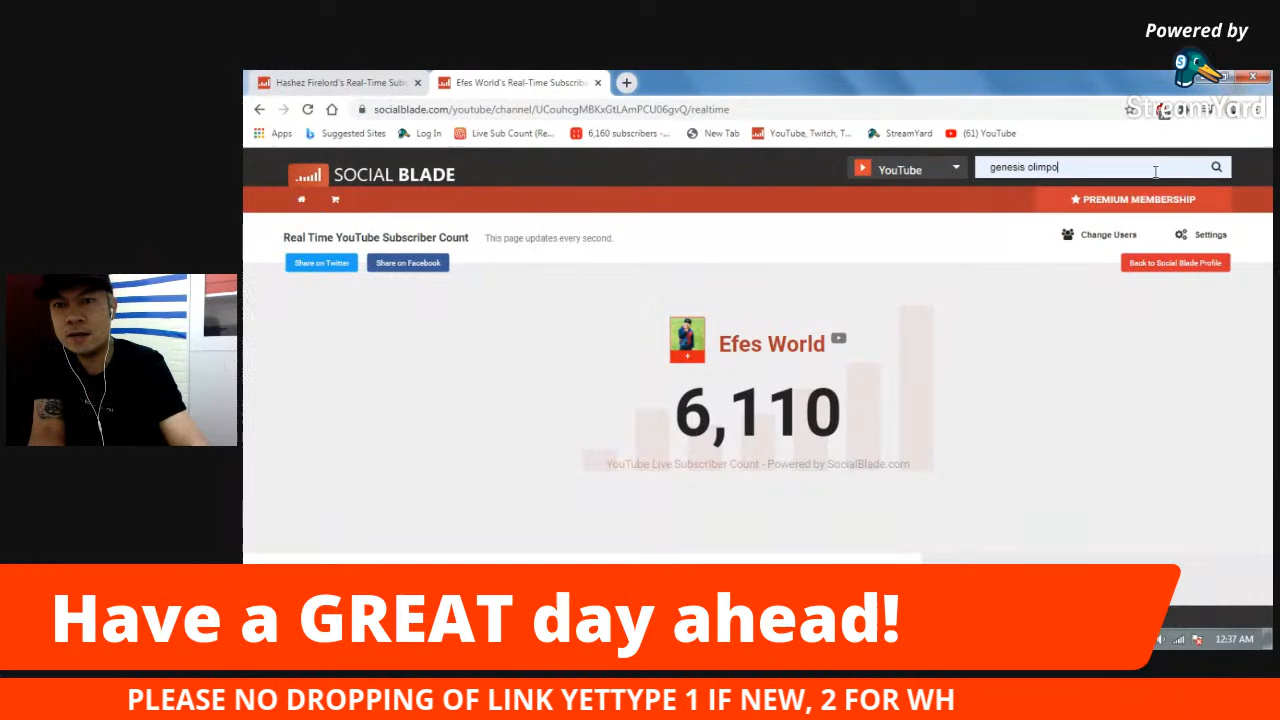 Powered by
StreamYard
Hashez Firelord's Real-Time Subs
Efes World's Real-Time Subscribe
socialblade.com/youtube/channel/UCouhcgMBKxGtLAmPCU06gvQ/realtime
Apps
Suggested Sites
Log In
Live Sub Count (Re...
6,160 subscribers -...
New Tab
YouTube, Twitch, T...
StreamYard
(61) YouTube
SOCIAL BLADE
YouTube
genesis olimpo
PREMIUM MEMBERSHIP
Real Time YouTube Subscriber Count
This page updates every second.
Change Users
Settings
Share on Twitter
Share on Facebook
Back to Social Blade Profile
Efes World
6,110
YouTube Live Subscriber Count - Powered by SocialBlade.com
12:37 AM
Have a GREAT day ahead!
PLEASE NO DROPPING OF LINK YETTYPE 1 IF NEW, 2 FOR WH